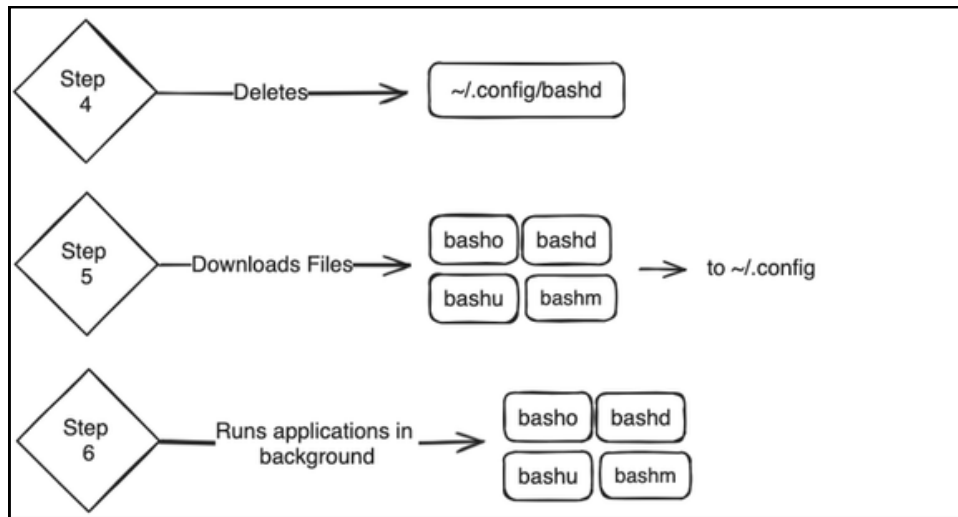 Step
4
Deletes
~/.config/bashd
Step
5
Downloads Files
basho
bashd
bashu
bashm
to ~/.config
Step
6
Runs applications in
background
basho
bashd
bashu
bashm